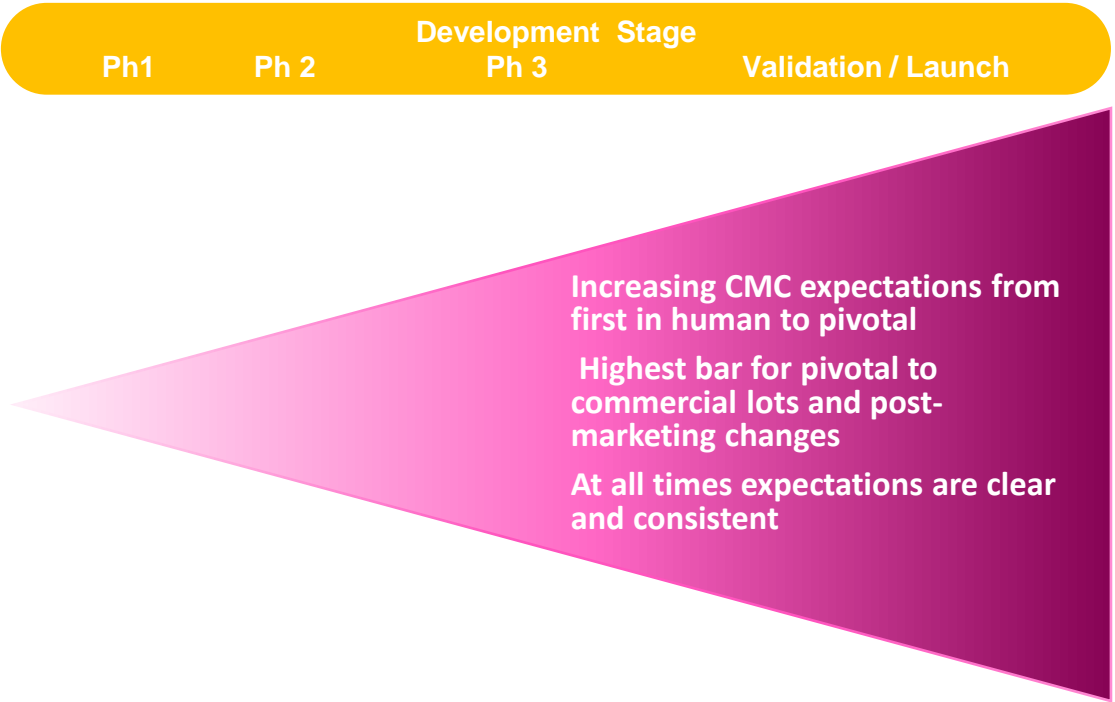 Development Stage
Ph1 Ph 2 Ph 3 Validation / Launch
Increasing CMC expectations from
first in human to pivotal
Highest bar for pivotal to
commercial lots and post-
marketing changes
At all times expectations are clear
and consistent